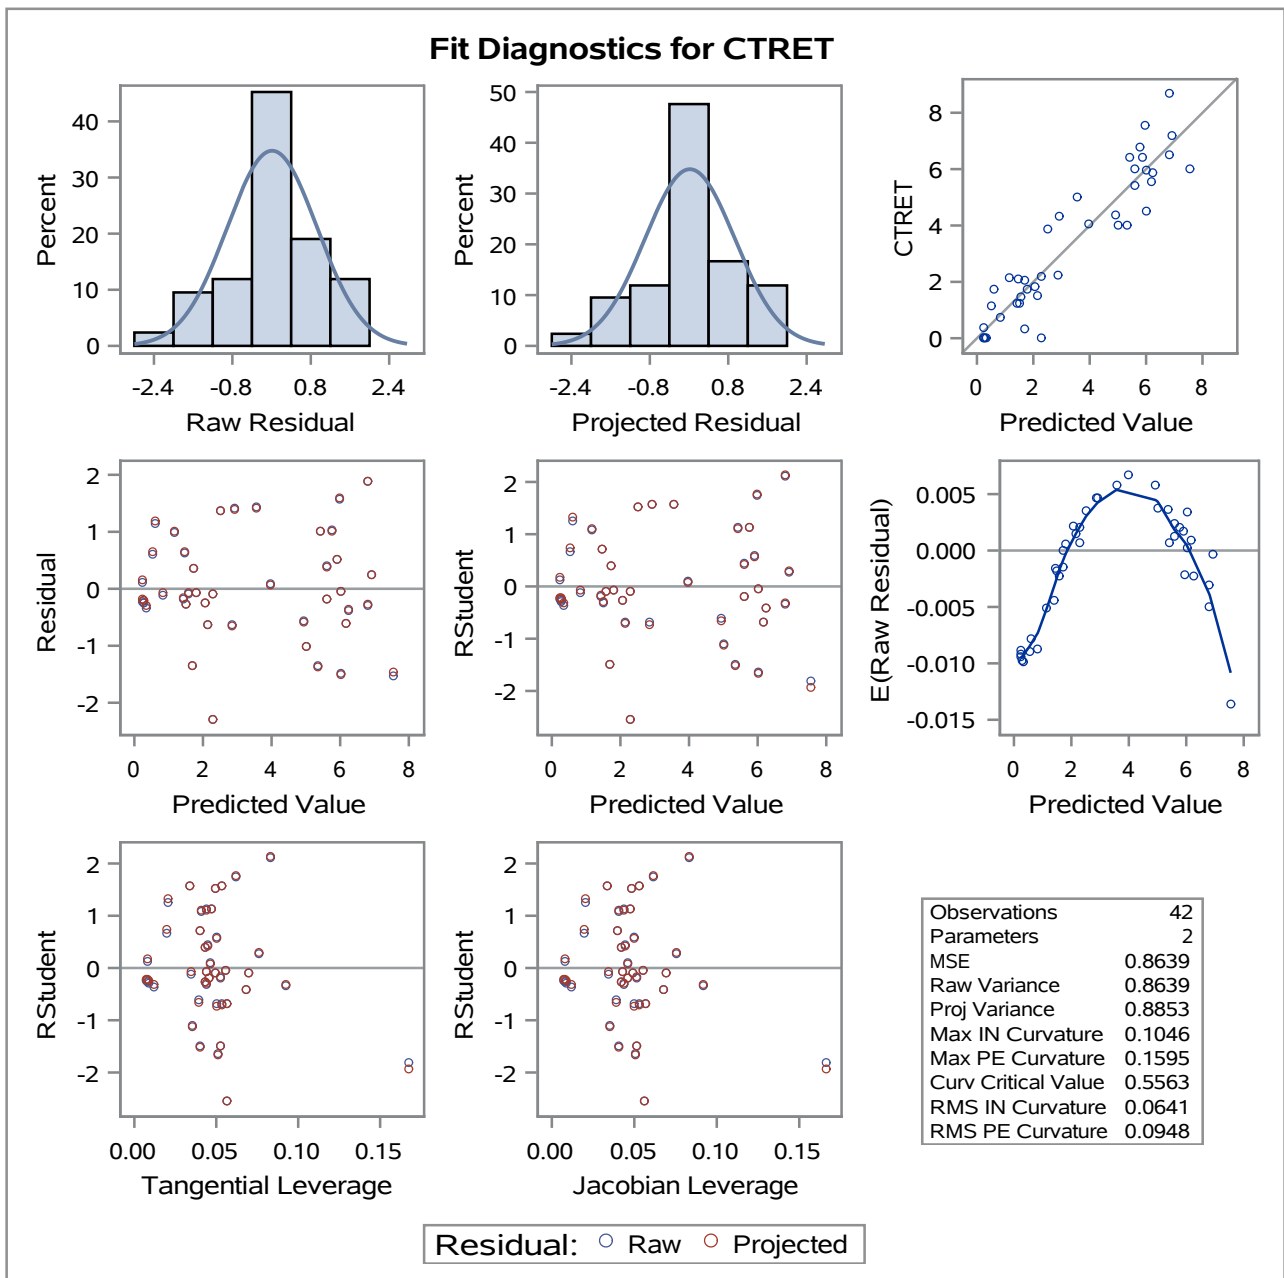 Fit Diagnostics for CTRET
40
30
20
10
0
Percent
-2.4 -0.8 0.8 2.4
Raw Residual
50
40
30
20
10
0
Percent
-2.4 -0.8 0.8 2.4
Projected Residual
8
6
4
2
0
CTRET
0 2 4 6 8
Predicted Value
2
1
0
-1
-2
Residual
0 2 4 6 8
Predicted Value
2
1
0
-1
-2
RStudent
0 2 4 6 8
Predicted Value
0.005
0.000
-0.005
-0.010
-0.015
E(Raw Residual)
0 2 4 6 8
Predicted Value
2
1
0
-1
-2
RStudent
0.00 0.05 0.10 0.15
Tangential Leverage
2
1
0
-1
-2
RStudent
0.00 0.05 0.10 0.15
Jacobian Leverage
Observations 42
Parameters 2
MSE 0.8639
Raw Variance 0.8639
Proj Variance 0.8853
Max IN Curvature 0.1046
Max PE Curvature 0.1595
Curv Critical Value 0.5563
RMS IN Curvature 0.0641
RMS PE Curvature 0.0948
Residual: Raw Projected